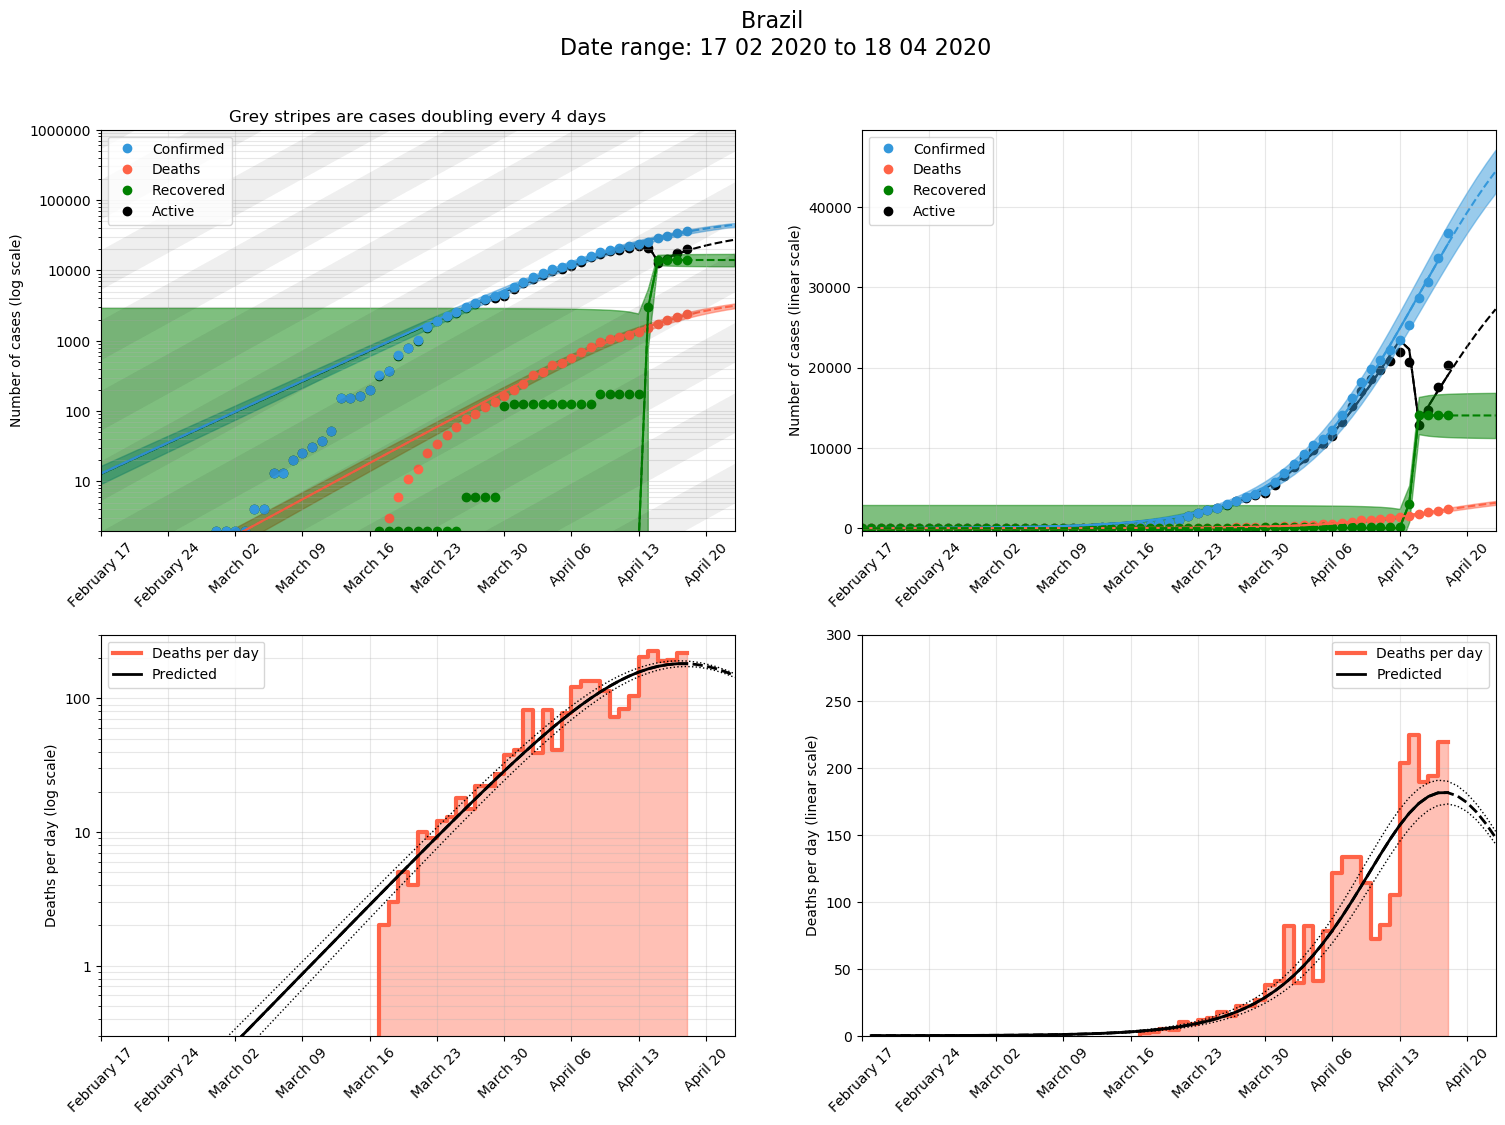 Brazil
Date range: 17 02 2020 to 18 04 2020
Grey stripes are cases doubling every 4 days
Number of cases (log scale)
1000000
100000
10000
1000
100
10
Confirmed
Deaths
Recovered
Active
February 17
February 24
March 02
March 09
March 16
March 23
March 30
April 06
April 13
April 20
Number of cases (linear scale)
40000
30000
20000
10000
0
Confirmed
Deaths
Recovered
Active
February 17
February 24
March 02
March 09
March 16
March 23
March 30
April 06
April 13
April 20
Deaths per day (log scale)
100
10
1
Deaths per day
Predicted
February 17
February 24
March 02
March 09
March 16
March 23
March 30
April 06
April 13
April 20
Deaths per day (linear scale)
300
250
200
150
100
50
0
Deaths per day
Predicted
February 17
February 24
March 02
March 09
March 16
March 23
March 30
April 06
April 13
April 20